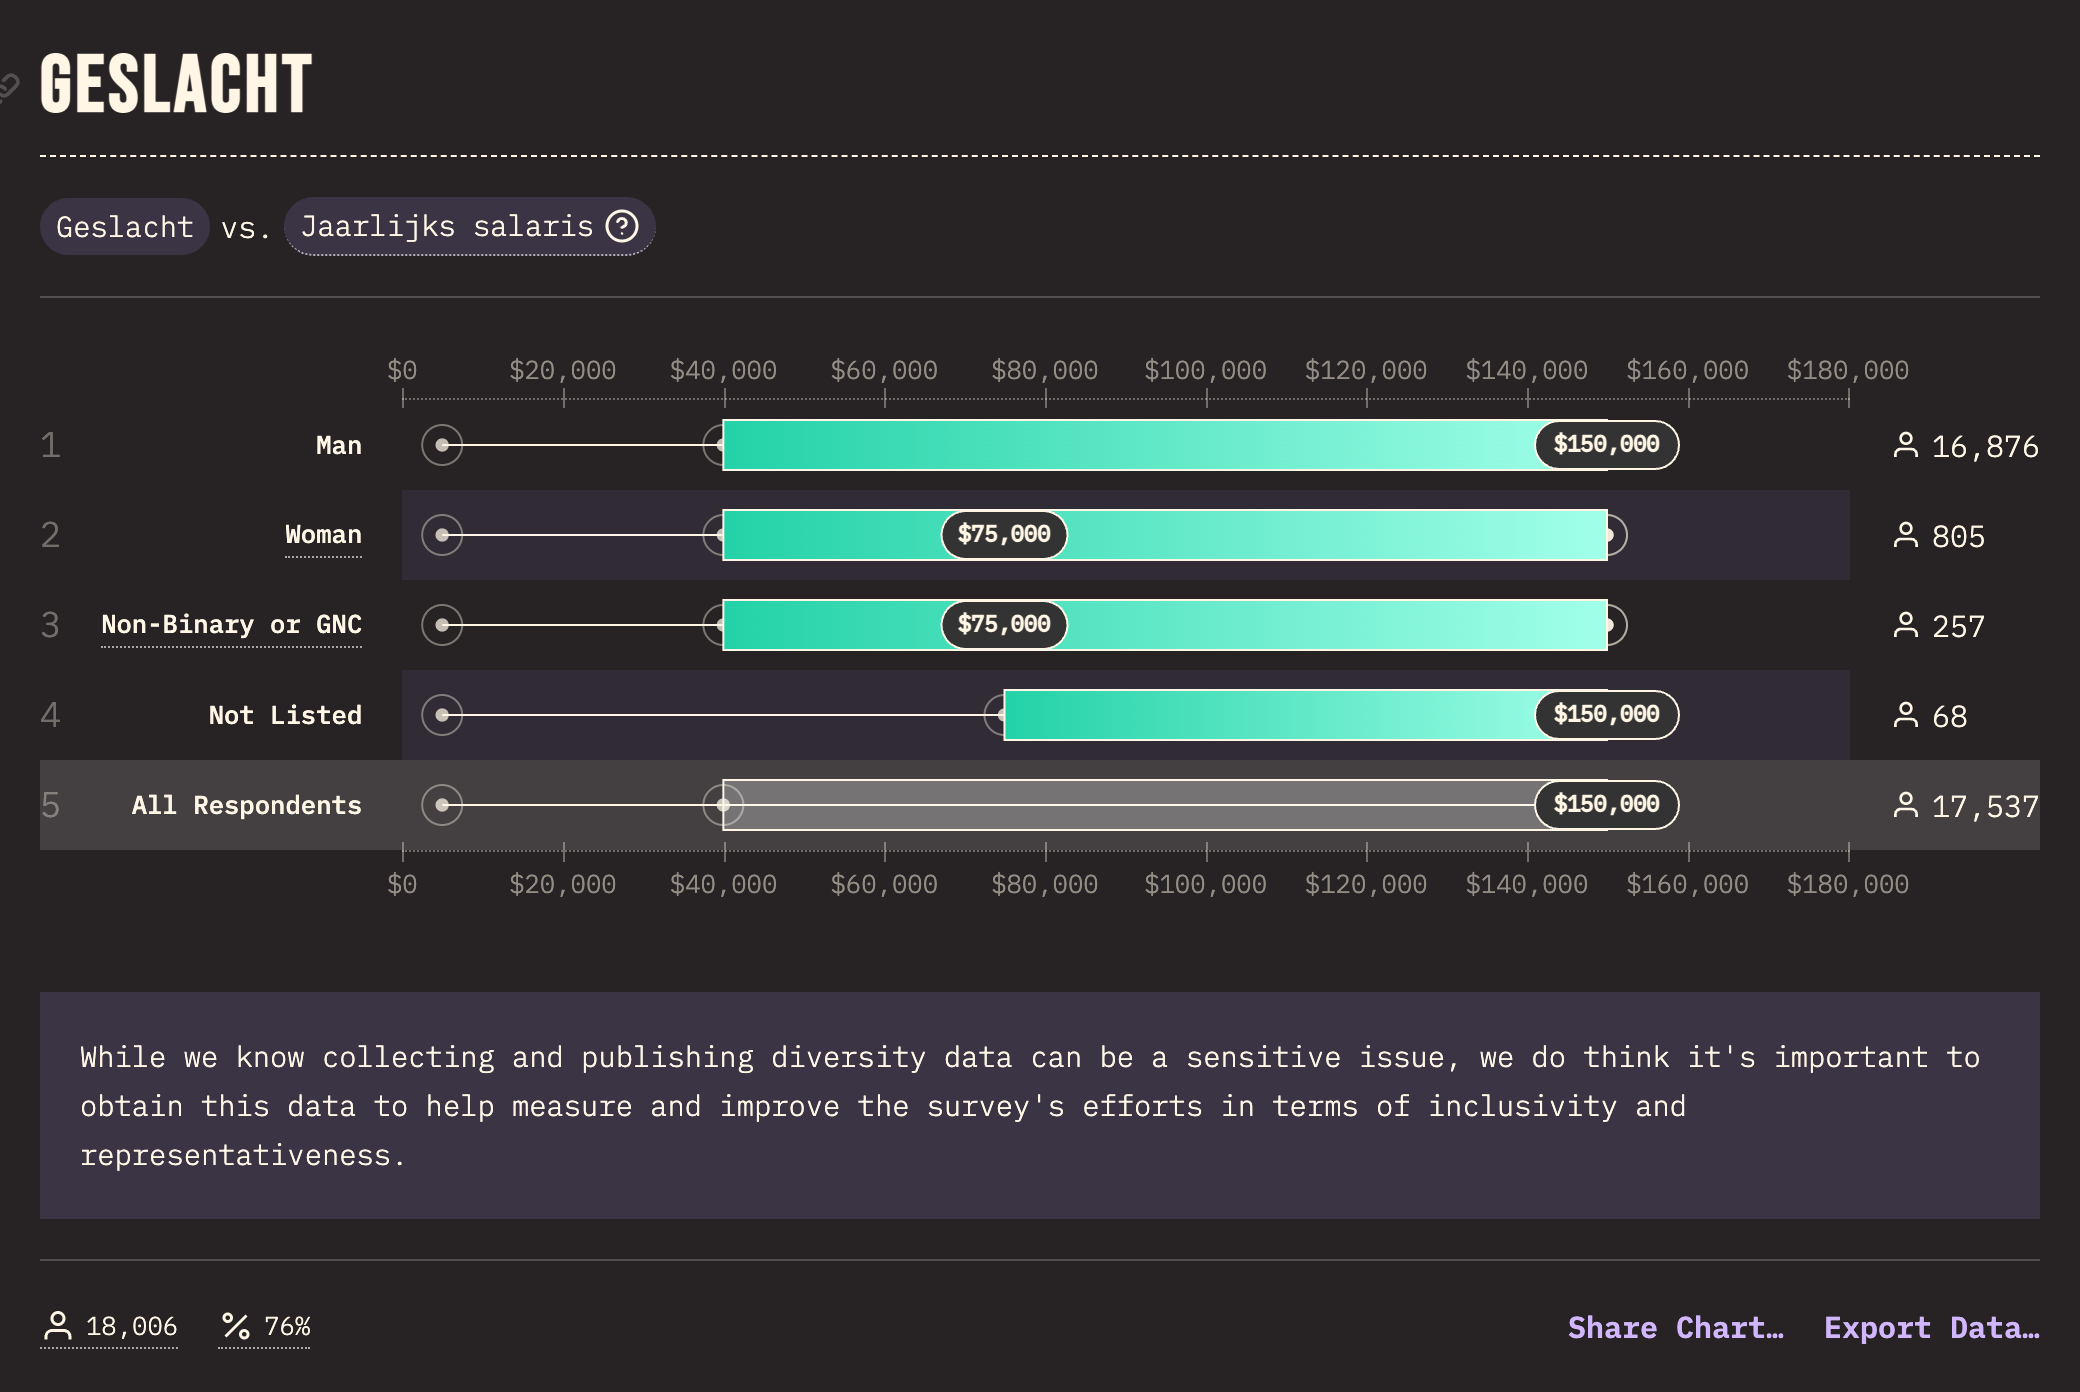 GESLACHT
Geslacht vs. Jaarlijks salaris ?
$0 $20,000 $40,000 $60,000 $80,000 $100,000 $120,000 $140,000 $160,000 $180,000
1 Man $150,000 16,876
2 Woman $75,000 805
3 Non-Binary or GNC $75,000 257
4 Not Listed $150,000 68
5 All Respondents $150,000 17,537
$0 $20,000 $40,000 $60,000 $80,000 $100,000 $120,000 $140,000 $160,000 $180,000
While we know collecting and publishing diversity data can be a sensitive issue, we do think it's important to
obtain this data to help measure and improve the survey's efforts in terms of inclusivity and
representativeness.
18,006 76% Share Chart… Export Data…